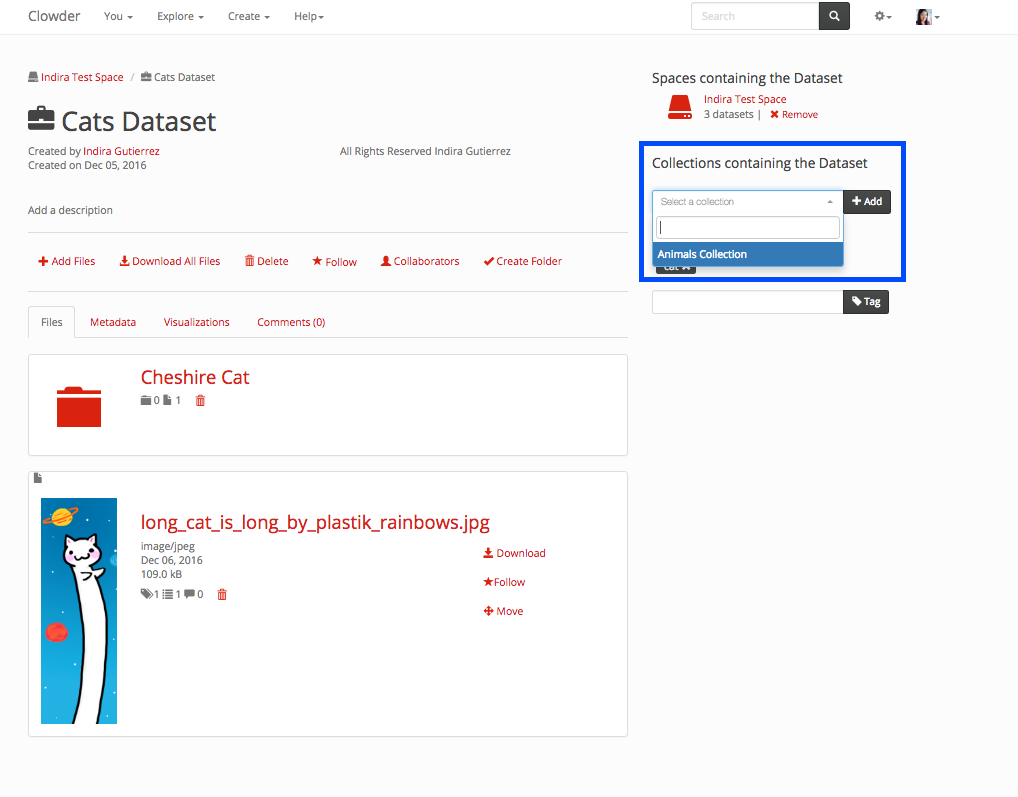 Clowder You Explore Create Help Search
Indira Test Space / Cats Dataset
Cats Dataset
Created by Indira Gutierrez
Created on Dec 05, 2016
All Rights Reserved Indira Gutierrez
Add a description
Add Files Download All Files Delete Follow Collaborators Create Folder
Files Metadata Visualizations Comments (0)
Cheshire Cat
0 1
long_cat_is_long_by_plastik_rainbows.jpg
image/jpeg
Dec 06, 2016
109.0 kB
1 1 0
Download
Follow
Move
Spaces containing the Dataset
Indira Test Space
3 datasets | Remove
Collections containing the Dataset
Select a collection Add
Animals Collection
cat
Tag